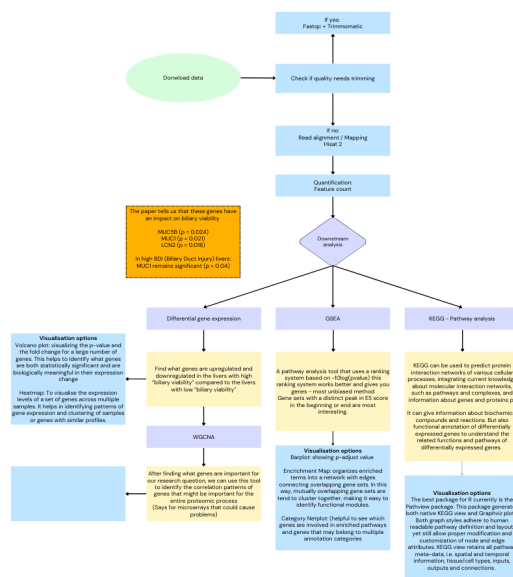 If yes:
Fastqc + Trimmomatic
Donwload data
Check if quality needs trimming
if no:
Read alignment / Mapping
Hisat 2
Quantification:
Feature count
The paper tells us that these genes have
an impact on biliary viability
MUC5B (p = 0.024)
MUC1 (p = 0.021)
LCN2 (p = 0.016)
In high BDI (Biliary Duct Injury) livers:
MUC1 remains significant (p = 0.04)
Downstream
analysis
Differential gene expression
GSEA
KEGG - Pathway analysis
Visualisation options
Volcano plot: visualizing the p-value and
the fold change for a large number of
genes. This helps to identify what genes
are both statistically significant and are
biologically meaningful in their expression
change
Heatmap: To visualise the expression
levels of a set of genes across multiple
samples. It helps in identifying patterns of
gene expression and clustering of samples
or genes with similar profiles.
Find what genes are upregulated and
downregulated in the livers with high
"biliary viability" compared to the livers
with low "biliary viability"
A pathway analysis tool that uses a ranking
system based on -10log(pvalue) this
ranking system works better and gives you
genes - most unbiased method
Gene sets with a distinct peak in ES score
in the beginning or end are most
interesting.
KEGG can be used to predict protein
interaction networks of various cellular
processes, integrating current knowledge
about molecular interaction networks,
such as pathways and complexes, and
information about genes and proteins p
It can give information about biochemic
compounds and reactions. But also
functional annotation of differentially
expressed genes to understand the
related functions and pathways of
differentially expressed genes.
WGCNA
After finding what genes are important for
our research question, we can use this tool
to identify the correlation patterns of
genes that might be important for the
entire proteomic process
(Says for microarrays that could cause
problems)
Visualisation options
Barplot: showing p-adjust value
Enrichment Map: organizes enriched
terms into a network with edges
connecting overlapping gene sets. In
this way, mutually overlapping gene sets are
tend to cluster together, making it easy to
identify functional modules.
Category Netplot: (helpful to see which
genes are involved in enriched pathways
and genes that may belong to multiple
annotation categories
Visualisation options
The best package for R currently is the
Pathview package. This package generat
both native KEGG view and Graphviz plot
Both graph styles adhere to human
readable pathway definition and layou
yet still allow proper modification and
customization of node and edge
attributes. KEGG view retains all pathwa
meta-data, i.e. spatial and temporal
information, tissue/cell types, inputs,
outputs and connections.